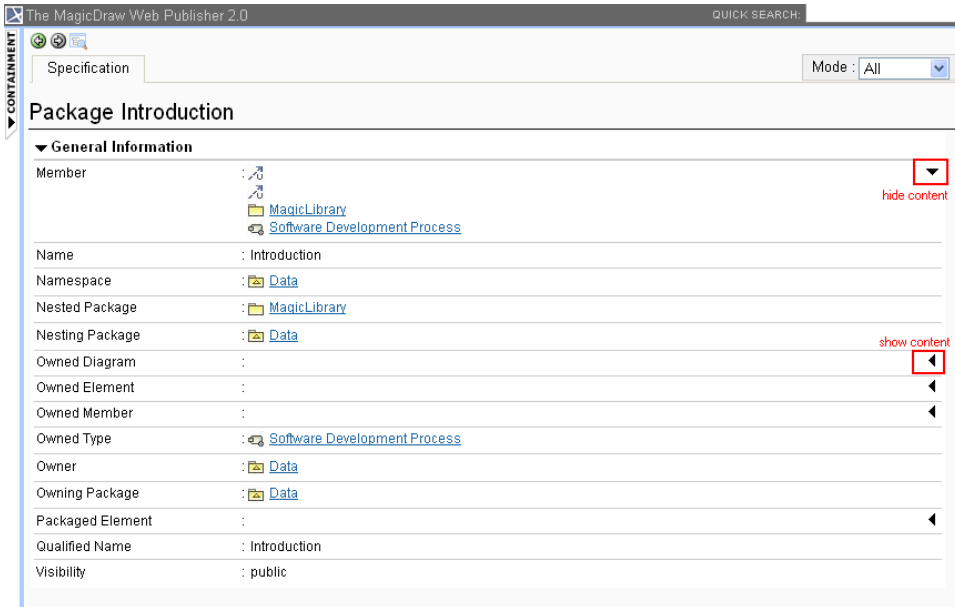 The MagicDraw Web Publisher 2.0 QUICK SEARCH:
CONTAINMENT
Specification Mode : All
Package Introduction
General Information
Member :
MagicLibrary
hide content
Software Development Process
Name : Introduction
Namespace : Data
Nested Package : MagicLibrary
Nesting Package : Data
show content
Owned Diagram :
Owned Element :
Owned Member :
Owned Type : Software Development Process
Owner : Data
Owning Package : Data
Packaged Element :
Qualified Name : Introduction
Visibility : public